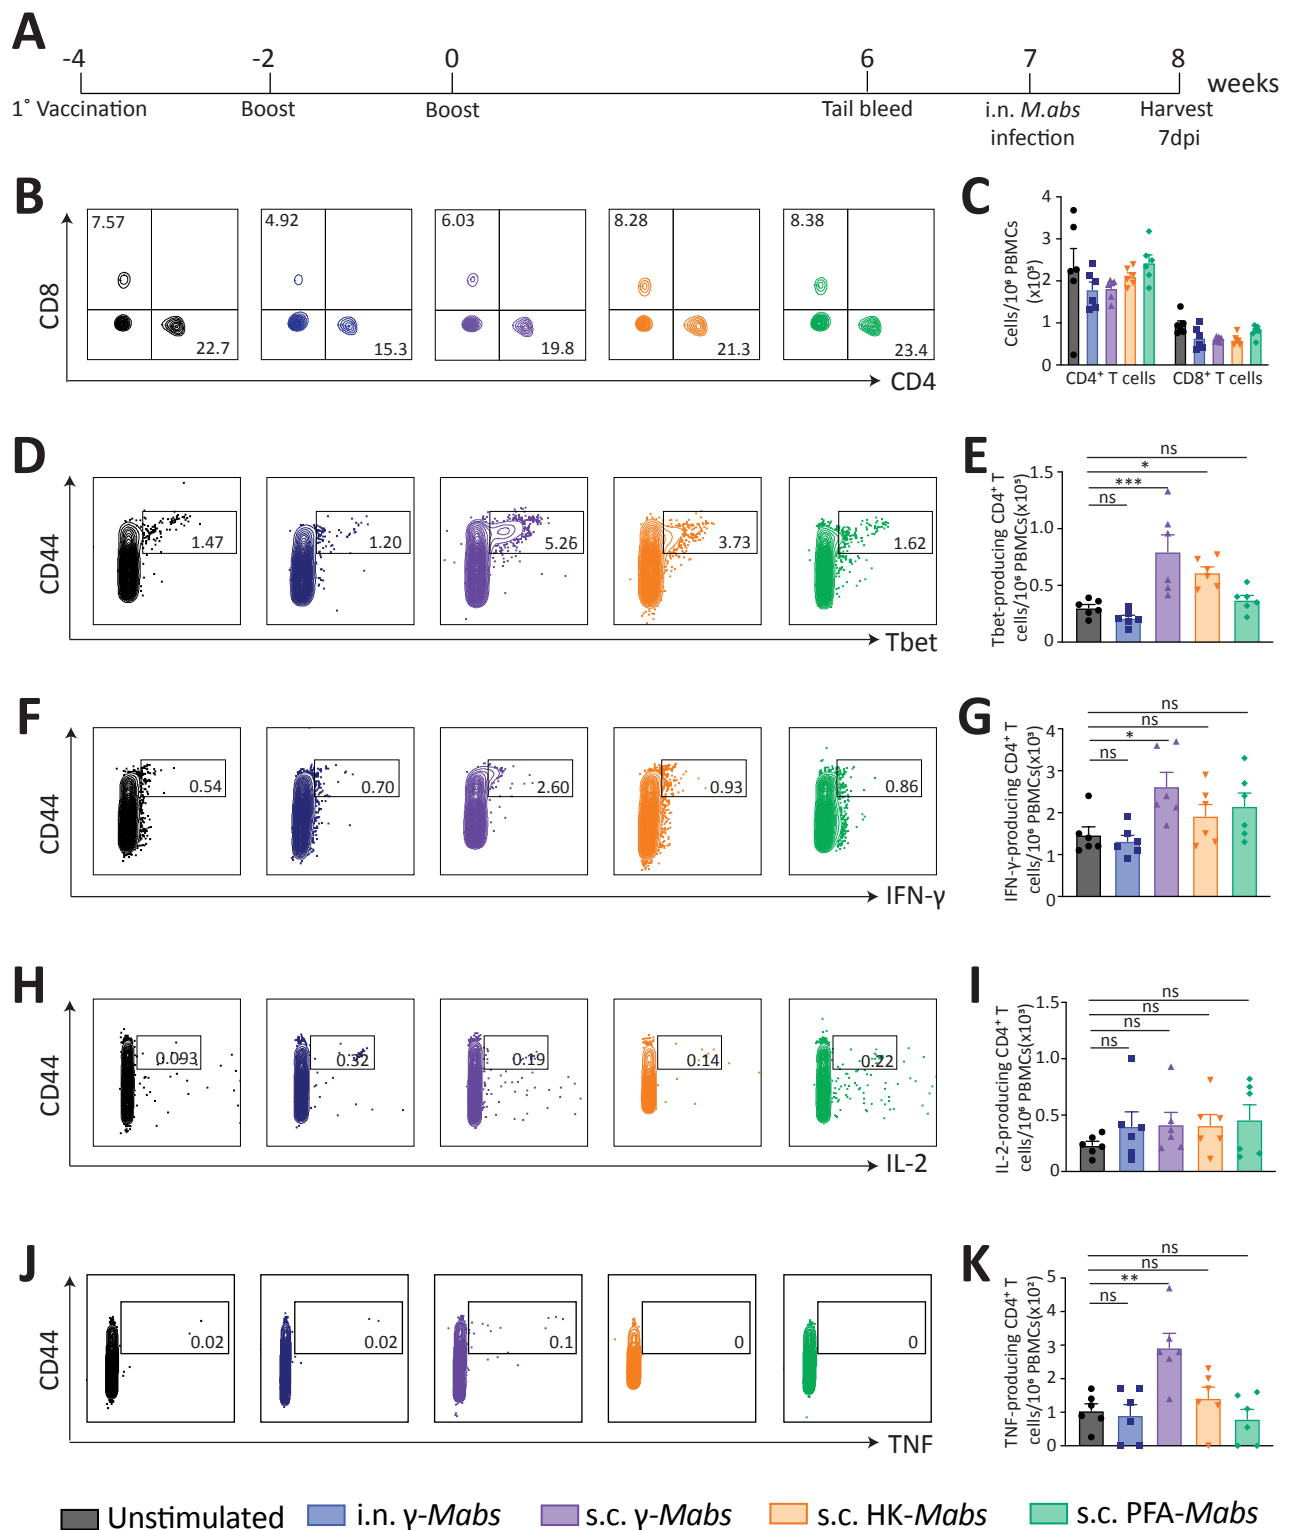 A
-4 -2 0 6 7 8 weeks
1° Vaccination Boost Boost Tail bleed i.n. M.abs Harvest
infection 7dpi
B
7.57 4.92 6.03 8.28 8.38
22.7 15.3 19.8 21.3 23.4
CD8
CD4
C
Cells/10⁶ PBMCs
(x10⁵)
4
3
2
1
0
CD4⁺ T cells CD8⁺ T cells
D
CD44
1.47 1.20 5.26 3.73 1.62
Tbet
E
Tbet-producing CD4⁺ T
cells/10⁶ PBMCs(x10⁵)
ns
*
***
ns
1.5
1.0
0.5
0
F
CD44
0.54 0.70 2.60 0.93 0.86
IFN-γ
G
IFN-γ-producing CD4⁺ T
cells/10⁶ PBMCs(x10³)
ns
ns
*
ns
4
3
2
1
0
H
CD44
0.093 0.32 0.19 0.14 0.22
IL-2
I
IL-2-producing CD4⁺ T
cells/10⁶ PBMCs(x10³)
ns
ns
ns
ns
1.5
1.0
0.5
0
J
CD44
0.02 0.02 0.1 0 0
TNF
K
TNF-producing CD4⁺ T
cells/10⁶ PBMCs(x10²)
ns
ns
**
ns
5
4
3
2
1
0
Unstimulated i.n. γ-Mabs s.c. γ-Mabs s.c. HK-Mabs s.c. PFA-Mabs